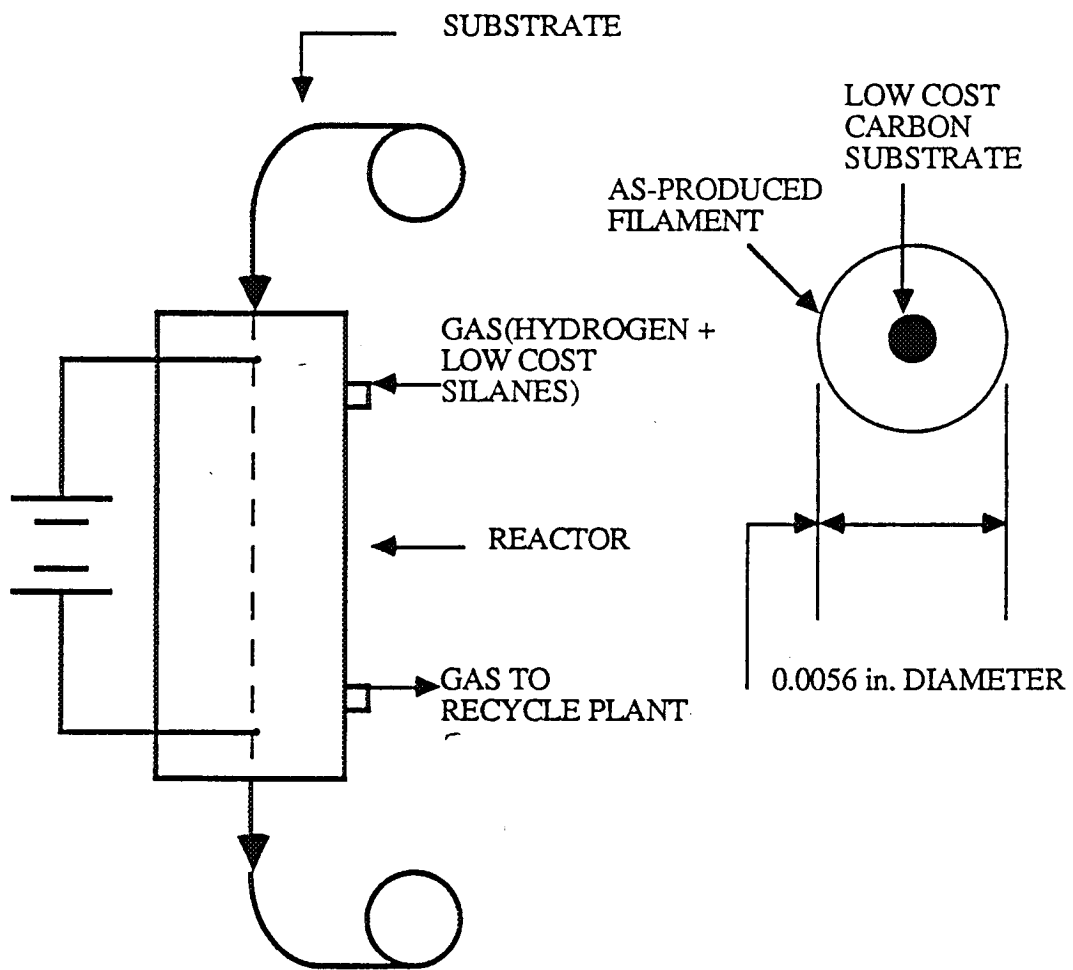 SUBSTRATE
LOW COST
CARBON
SUBSTRATE
AS-PRODUCED
FILAMENT
GAS(HYDROGEN +
LOW COST
SILANES)
REACTOR
GAS TO
RECYCLE PLANT
0.0056 in. DIAMETER